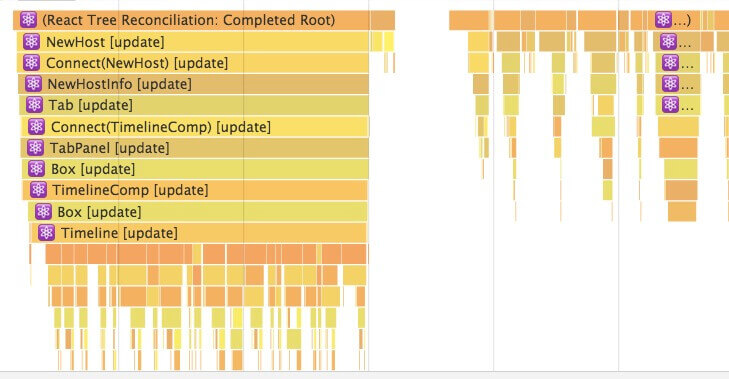 (React Tree Reconciliation: Completed Root)
...)
NewHost [update]
...
Connect(NewHost) [update]
...
NewHostInfo [update]
...
Tab [update]
...
Connect(TimelineComp) [update]
TabPanel [update]
Box [update]
TimelineComp [update]
Box [update]
Timeline [update]